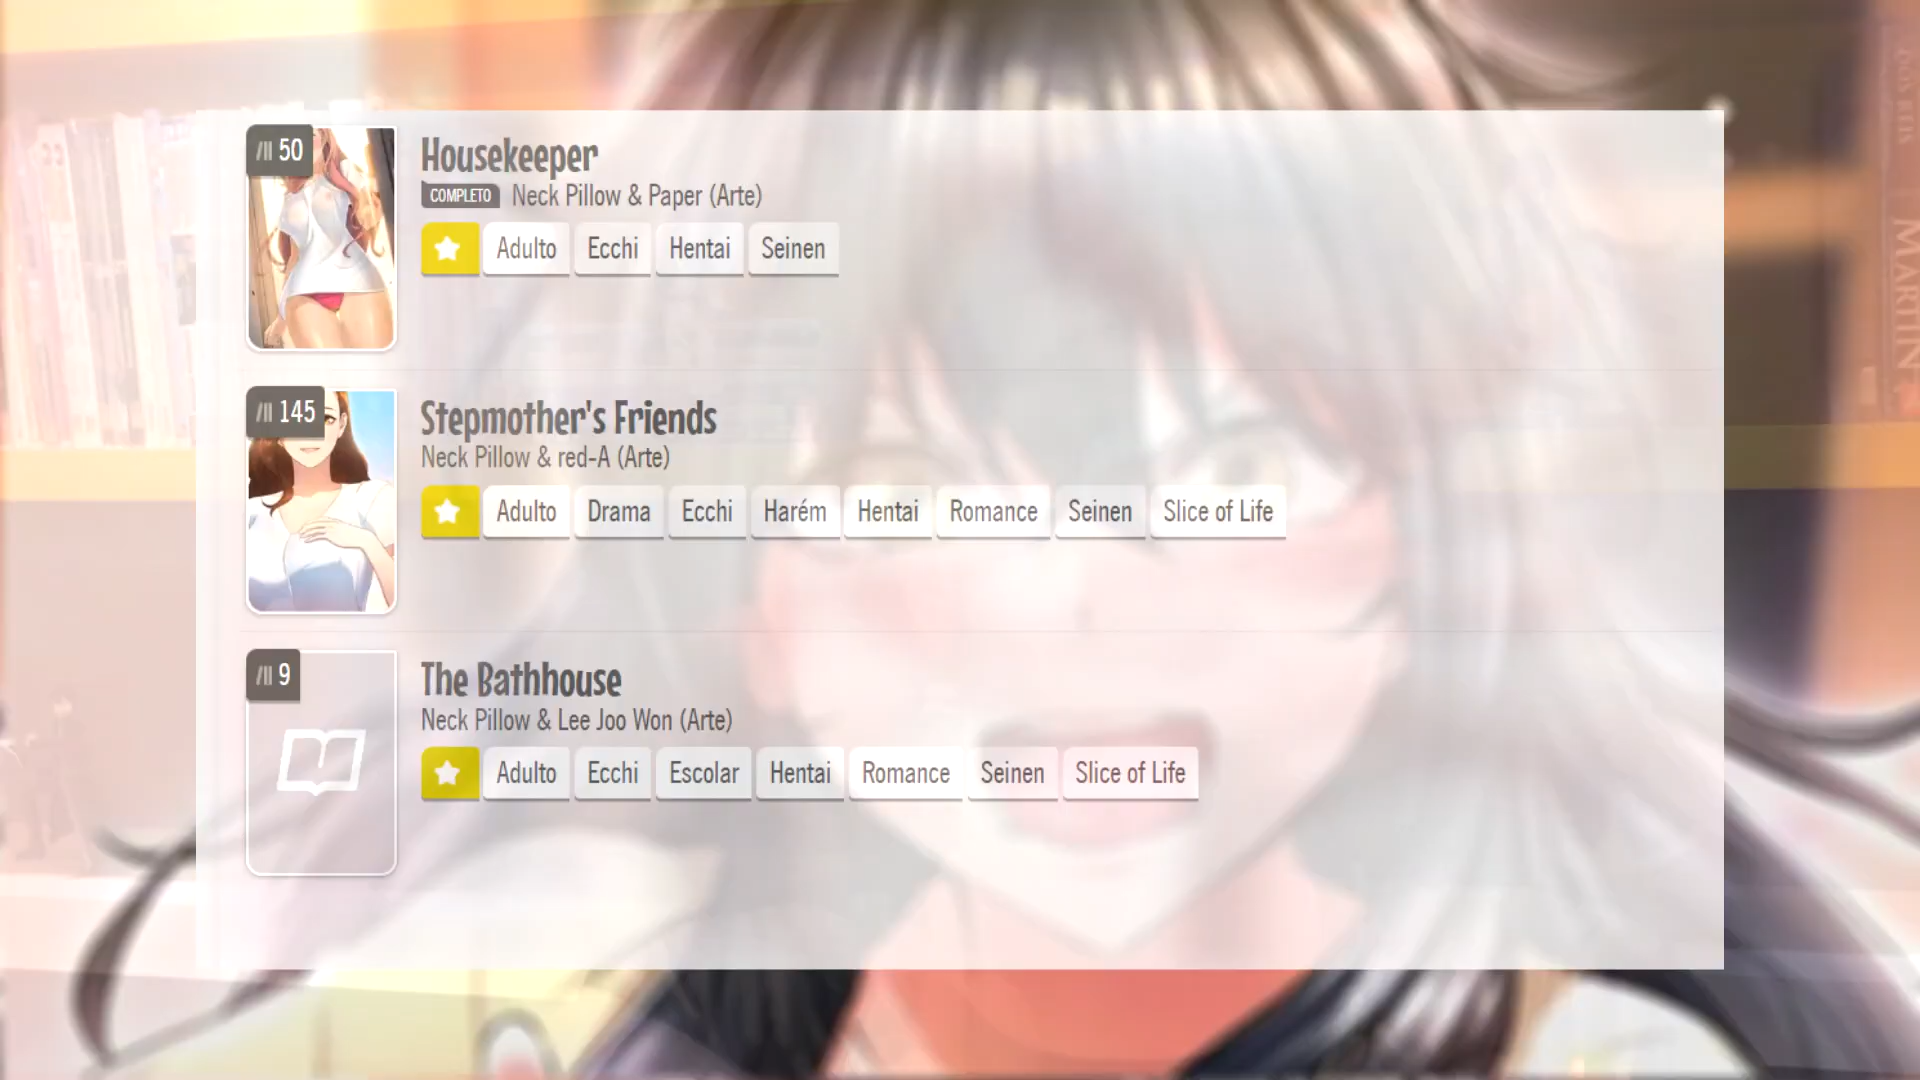 50
Housekeeper
COMPLETO Neck Pillow & Paper (Arte)
Adulto Ecchi Hentai Seinen
145
Stepmother's Friends
Neck Pillow & red-A (Arte)
Adulto Drama Ecchi Harém Hentai Romance Seinen Slice of Life
9
The Bathhouse
Neck Pillow & Lee Joo Won (Arte)
Adulto Ecchi Escolar Hentai Romance Seinen Slice of Life
MARTIN